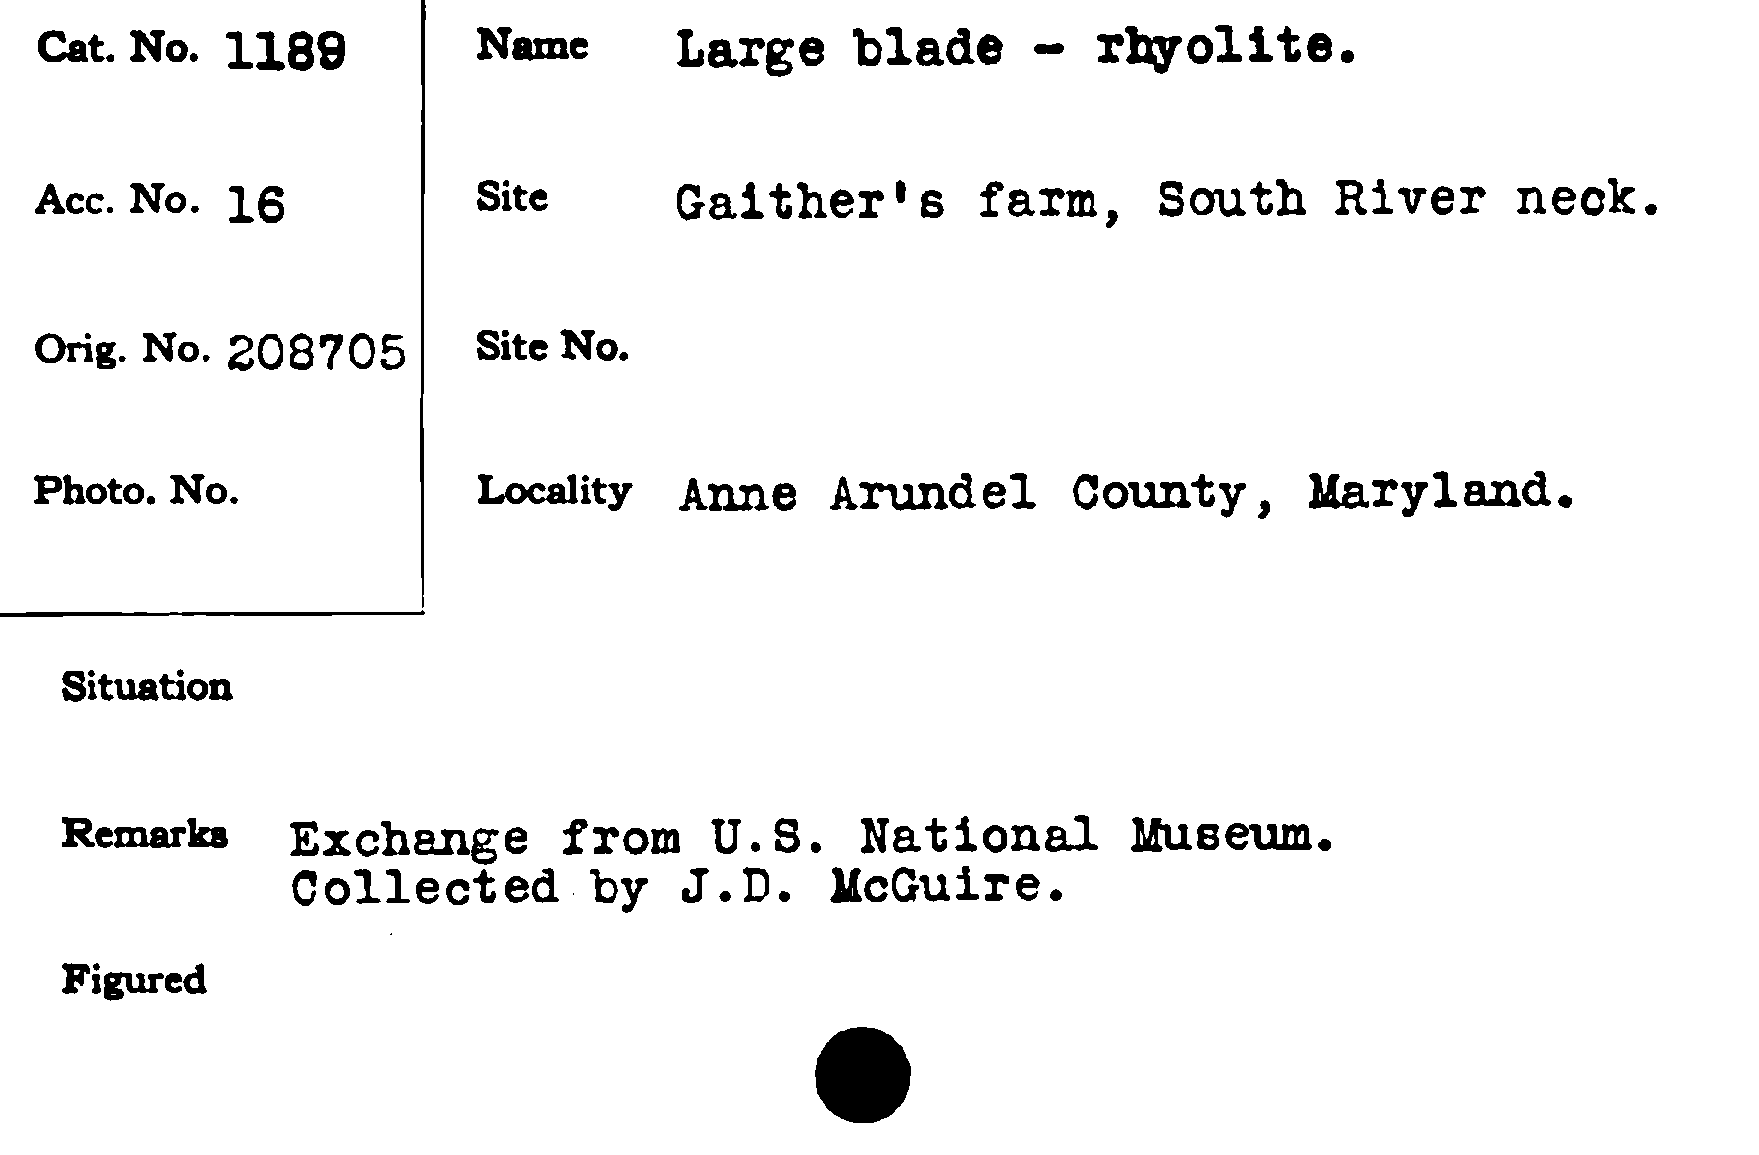 Cat. No. 1189
Name Large blade - rhyolite.
Acc. No. 16
Site Gaither's farm, South River neck.
Orig. No. 208705
Site No.
Photo. No.
Locality Anne Arundel County, Maryland.
Situation
Remarks Exchange from U.S. National Museum.
Collected by J.D. McGuire.
Figured